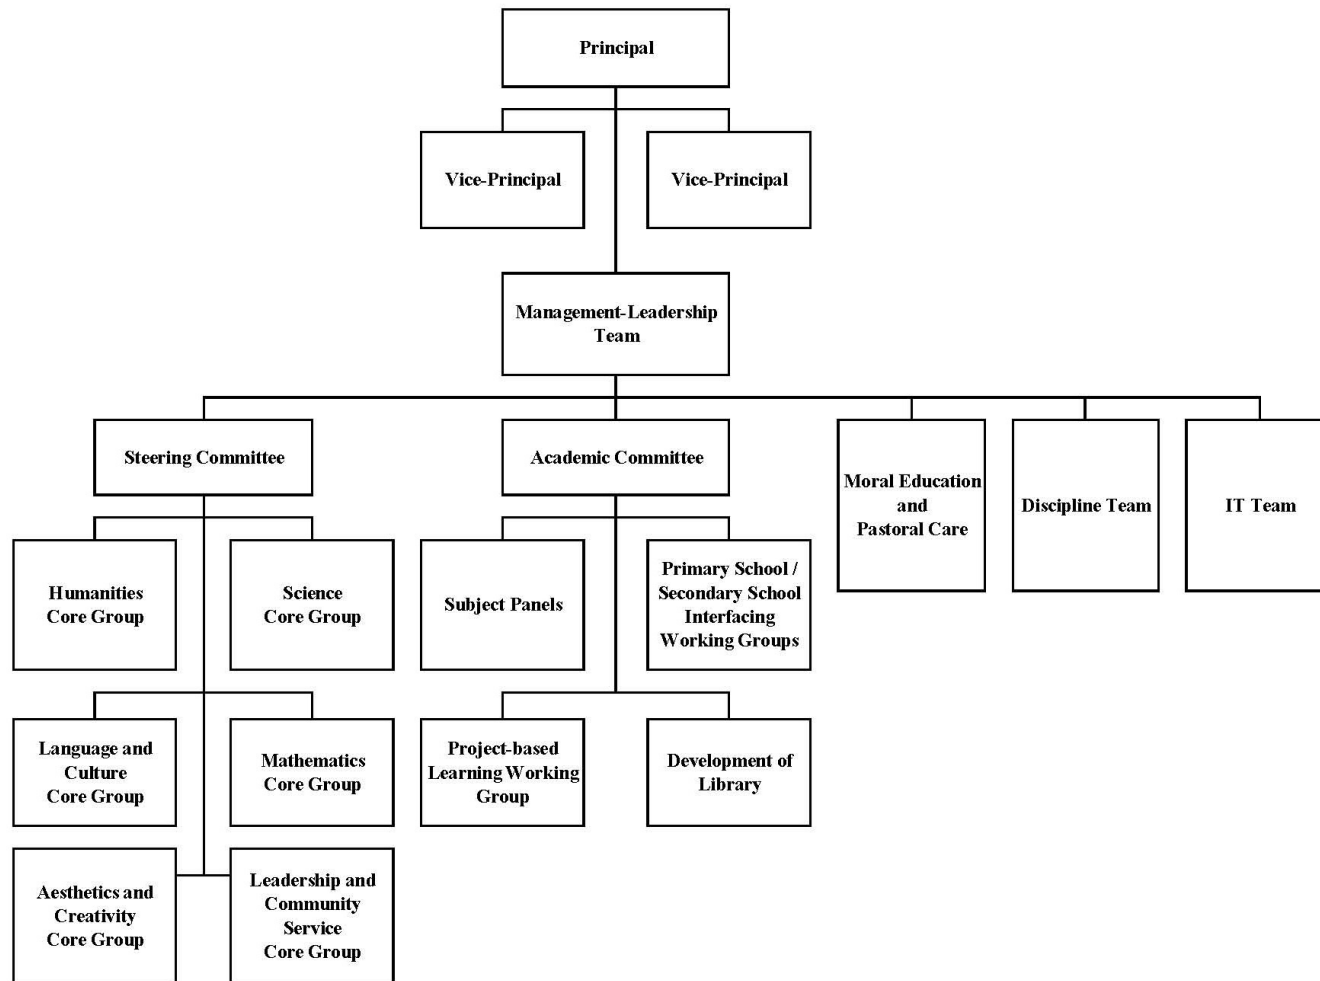 Principal
Vice-Principal
Vice-Principal
Management-Leadership
Team
Steering Committee
Academic Committee
Moral Education
and
Pastoral Care
Discipline Team
IT Team
Humanities
Core Group
Science
Core Group
Subject Panels
Primary School /
Secondary School
Interfacing
Working Groups
Language and
Culture
Core Group
Mathematics
Core Group
Project-based
Learning Working
Group
Development of
Library
Aesthetics and
Creativity
Core Group
Leadership and
Community
Service
Core Group